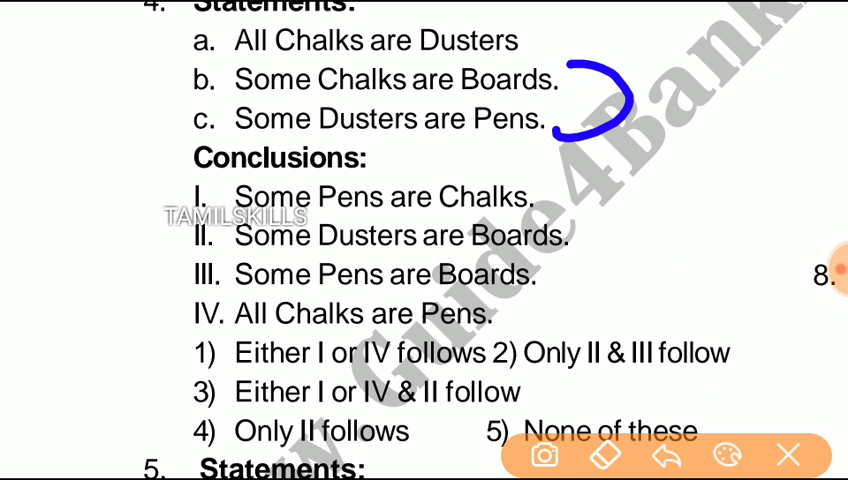 4. Statements:
a. All Chalks are Dusters
b. Some Chalks are Boards.
c. Some Dusters are Pens.
Conclusions:
I. Some Pens are Chalks.
TAMILSKILLS
II. Some Dusters are Boards.
III. Some Pens are Boards.
8.
IV. All Chalks are Pens.
1) Either I or IV follows 2) Only II & III follow
3) Either I or IV & II follow
4) Only II follows 5) None of these
5. Statements:
w. Guide4Bank